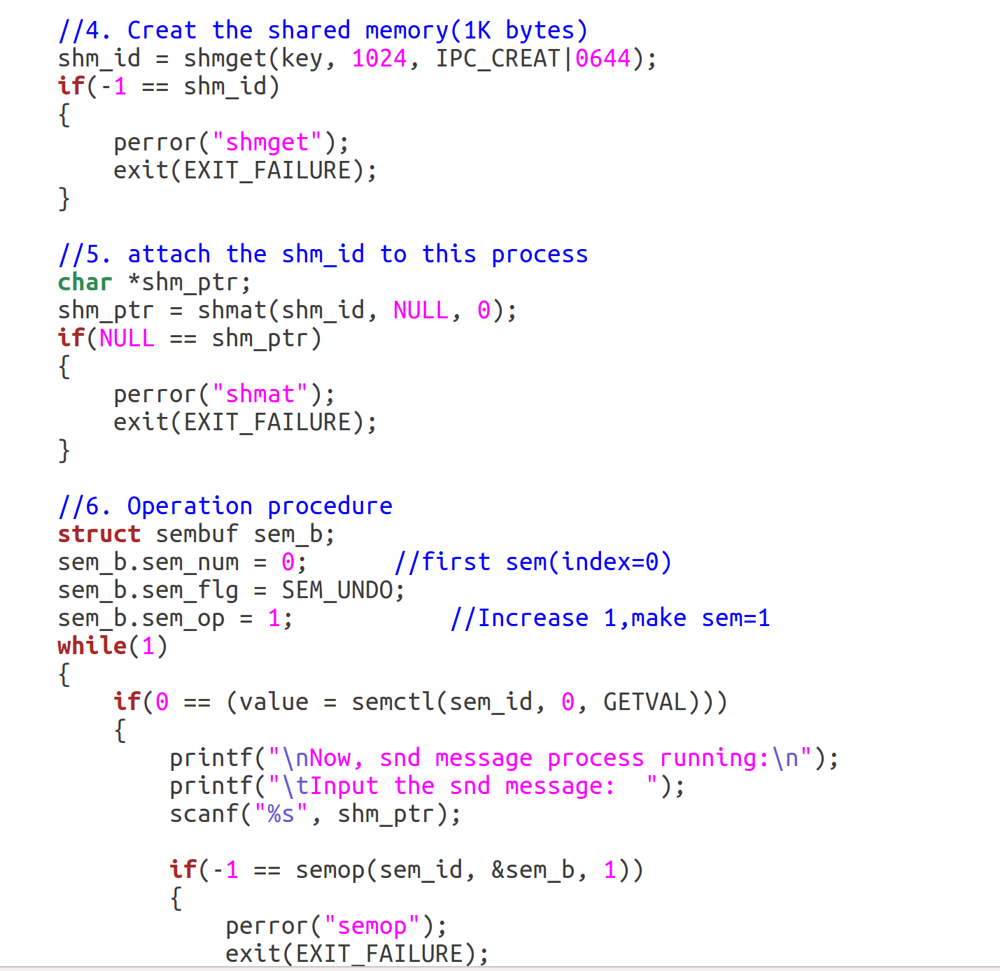 //4. Creat the shared memory(1K bytes)
shm_id = shmget(key, 1024, IPC_CREAT|0644);
if(-1 == shm_id)
{
    perror("shmget");
    exit(EXIT_FAILURE);
}

//5. attach the shm_id to this process
char *shm_ptr;
shm_ptr = shmat(shm_id, NULL, 0);
if(NULL == shm_ptr)
{
    perror("shmat");
    exit(EXIT_FAILURE);
}

//6. Operation procedure
struct sembuf sem_b;
sem_b.sem_num = 0;      //first sem(index=0)
sem_b.sem_flg = SEM_UNDO;
sem_b.sem_op = 1;           //Increase 1,make sem=1
while(1)
{
    if(0 == (value = semctl(sem_id, 0, GETVAL)))
    {
        printf("\nNow, snd message process running:\n");
        printf("\tInput the snd message:  ");
        scanf("%s", shm_ptr);

        if(-1 == semop(sem_id, &sem_b, 1))
        {
            perror("semop");
            exit(EXIT_FAILURE);